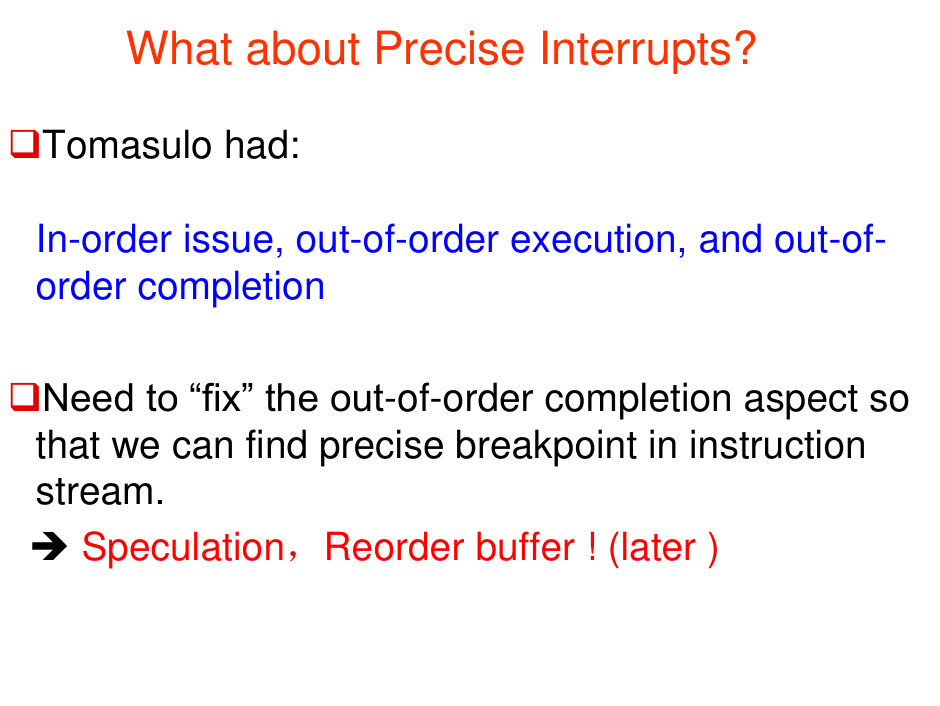 What about Precise Interrupts?
❑Tomasulo had:
In-order issue, out-of-order execution, and out-of-
order completion
❑Need to “fix” the out-of-order completion aspect so
that we can find precise breakpoint in instruction
stream.
➔ Speculation，Reorder buffer ! (later )